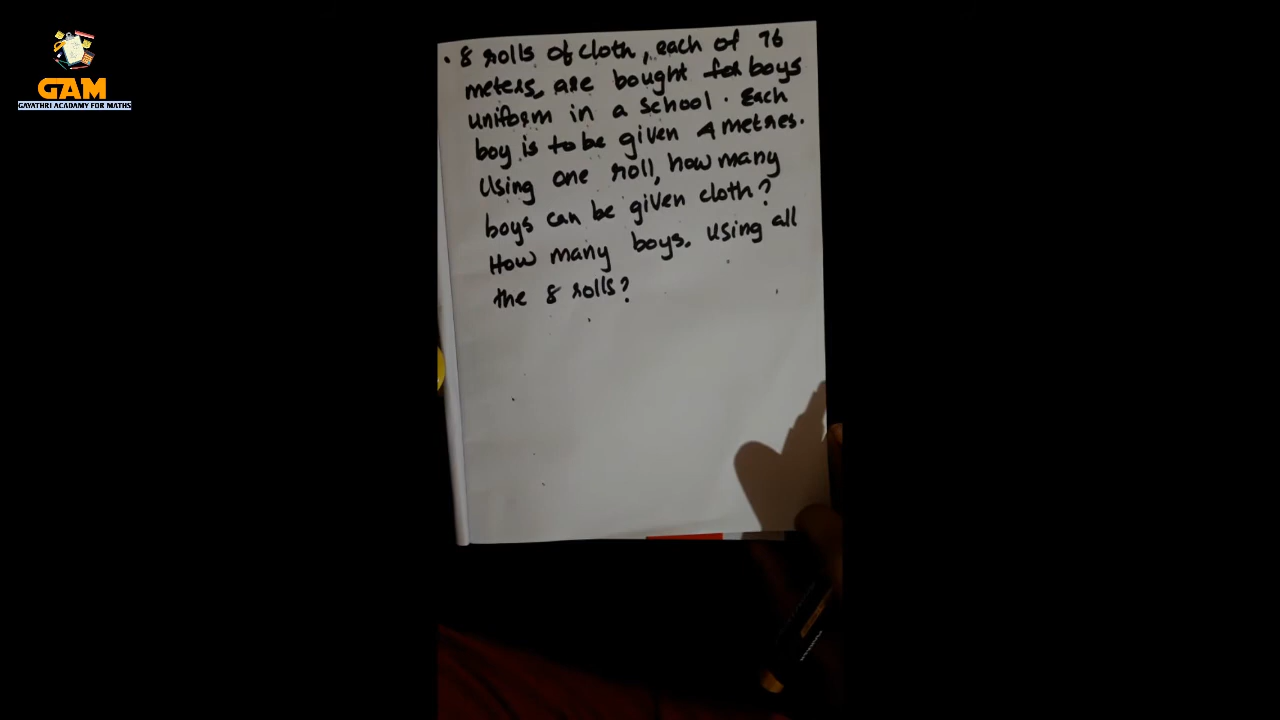 GAM
GAYATHRI ACADAMY FOR MATHS
. 8 rolls of cloth, each of 76
meters, are bought for boys
uniform in a school. Each
boy is to be given 4 metres.
Using one roll, how many
boys can be given cloth?
How many boys. using all
the 8 rolls?